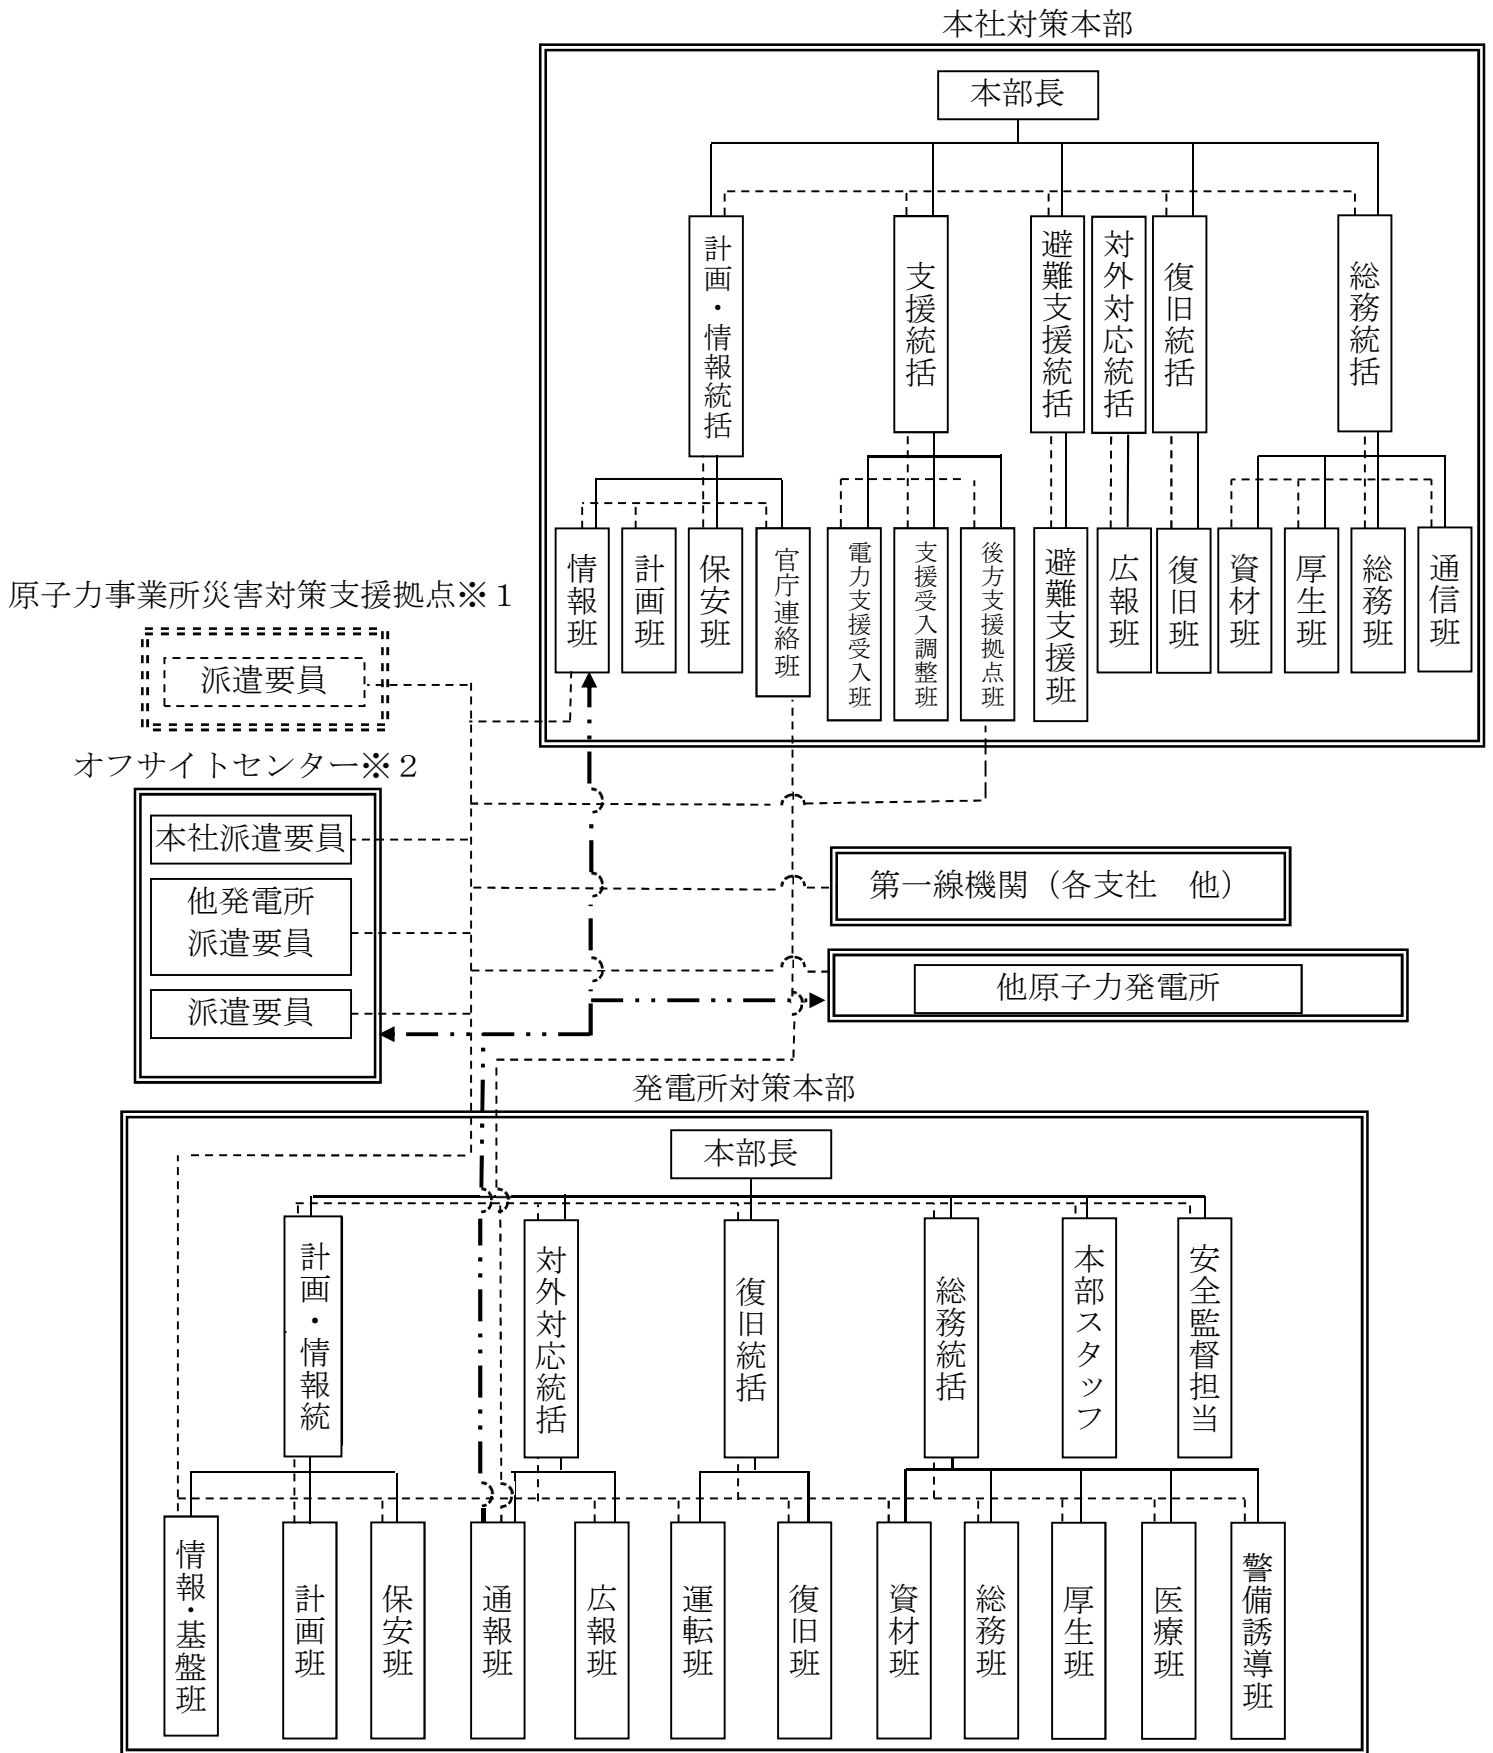 本社対策本部
本部長
計画・情報統括
支援統括
避難支援統括
対外対応統括
復旧統括
総務統括
情報班
計画班
保安班
官庁連絡班
電力支援受入班
支援受入調整班
後方支援拠点班
避難支援班
広報班
復旧班
資材班
厚生班
総務班
通信班
原子力事業所災害対策支援拠点※1
派遣要員
オフサイトセンター※2
本社派遣要員
他発電所
派遣要員
派遣要員
第一線機関（各支社　他）
他原子力発電所
発電所対策本部
本部長
計画・情報統
対外対応統括
復旧統括
総務統括
本部スタッフ
安全監督担当
情報・基盤班
計画班
保安班
通報班
広報班
運転班
復旧班
資材班
総務班
厚生班
医療班
警備誘導班